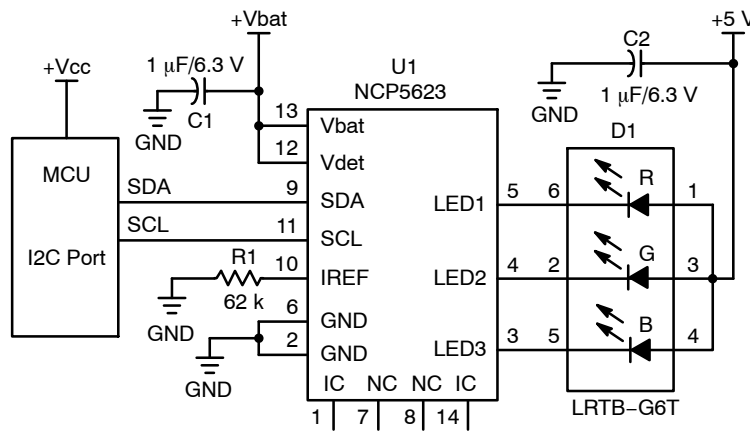 +Vbat
+5 V
C2
1 μF/6.3 V
U1
NCP5623
+Vcc
C1
GND
GND
1 μF/6.3 V
D1
13
Vbat
12
Vdet
MCU
SDA
9
SDA
LED1
5
6
R
1
SCL
11
SCL
I2C Port
R1
10
IREF
LED2
4
2
G
3
62 k
GND
6
GND
2
GND
LED3
3
5
B
4
GND
IC
NC
NC
IC
1
7
8
14
LRTB–G6T